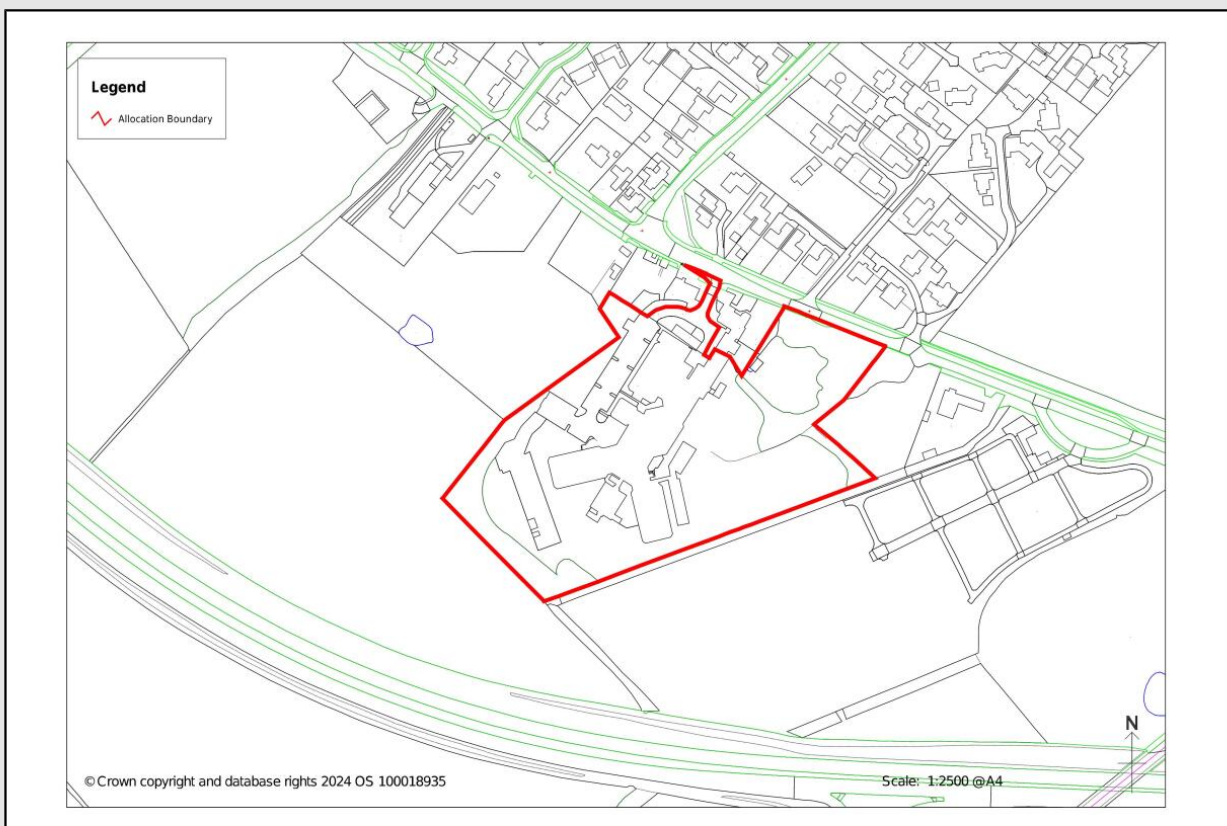 Legend
Allocation Boundary
N
© Crown copyright and database rights 2024 OS 100018935
Scale: 1:2500 @A4